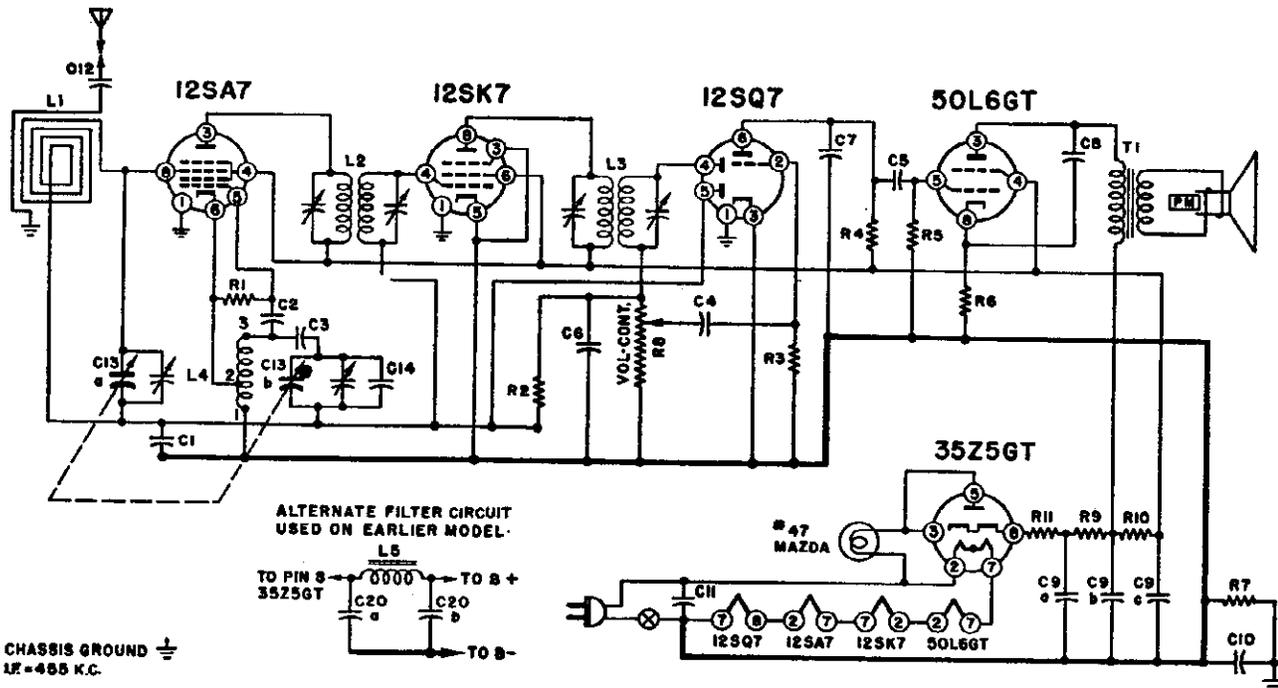 C12
L1
12SA7
12SK7
12SQ7
50L6GT
3
8
4
1
6
5
L2
8
3
4
6
1
5
L3
6
4
2
5
1
3
C7
C5
3
5
4
8
C8
T1
PM
R4
R5
R6
R1
C2
3
C3
L4
2
1
C13
a
C13
b
C14
C1
R2
C6
VOL-CONT.
R8
C4
R3
35Z5GT
5
3
8
2
7
#47
MAZDA
R11
R9
R10
C9
a
C9
b
C9
c
R7
C10
C11
7
8
2
7
7
2
2
7
12SQ7
12SA7
12SK7
50L6GT
ALTERNATE FILTER CIRCUIT
USED ON EARLIER MODEL.
L5
TO PIN 8
35Z5GT
TO B+
C20
a
C20
b
TO B-
CHASSIS GROUND
I.F.=455 K.C.